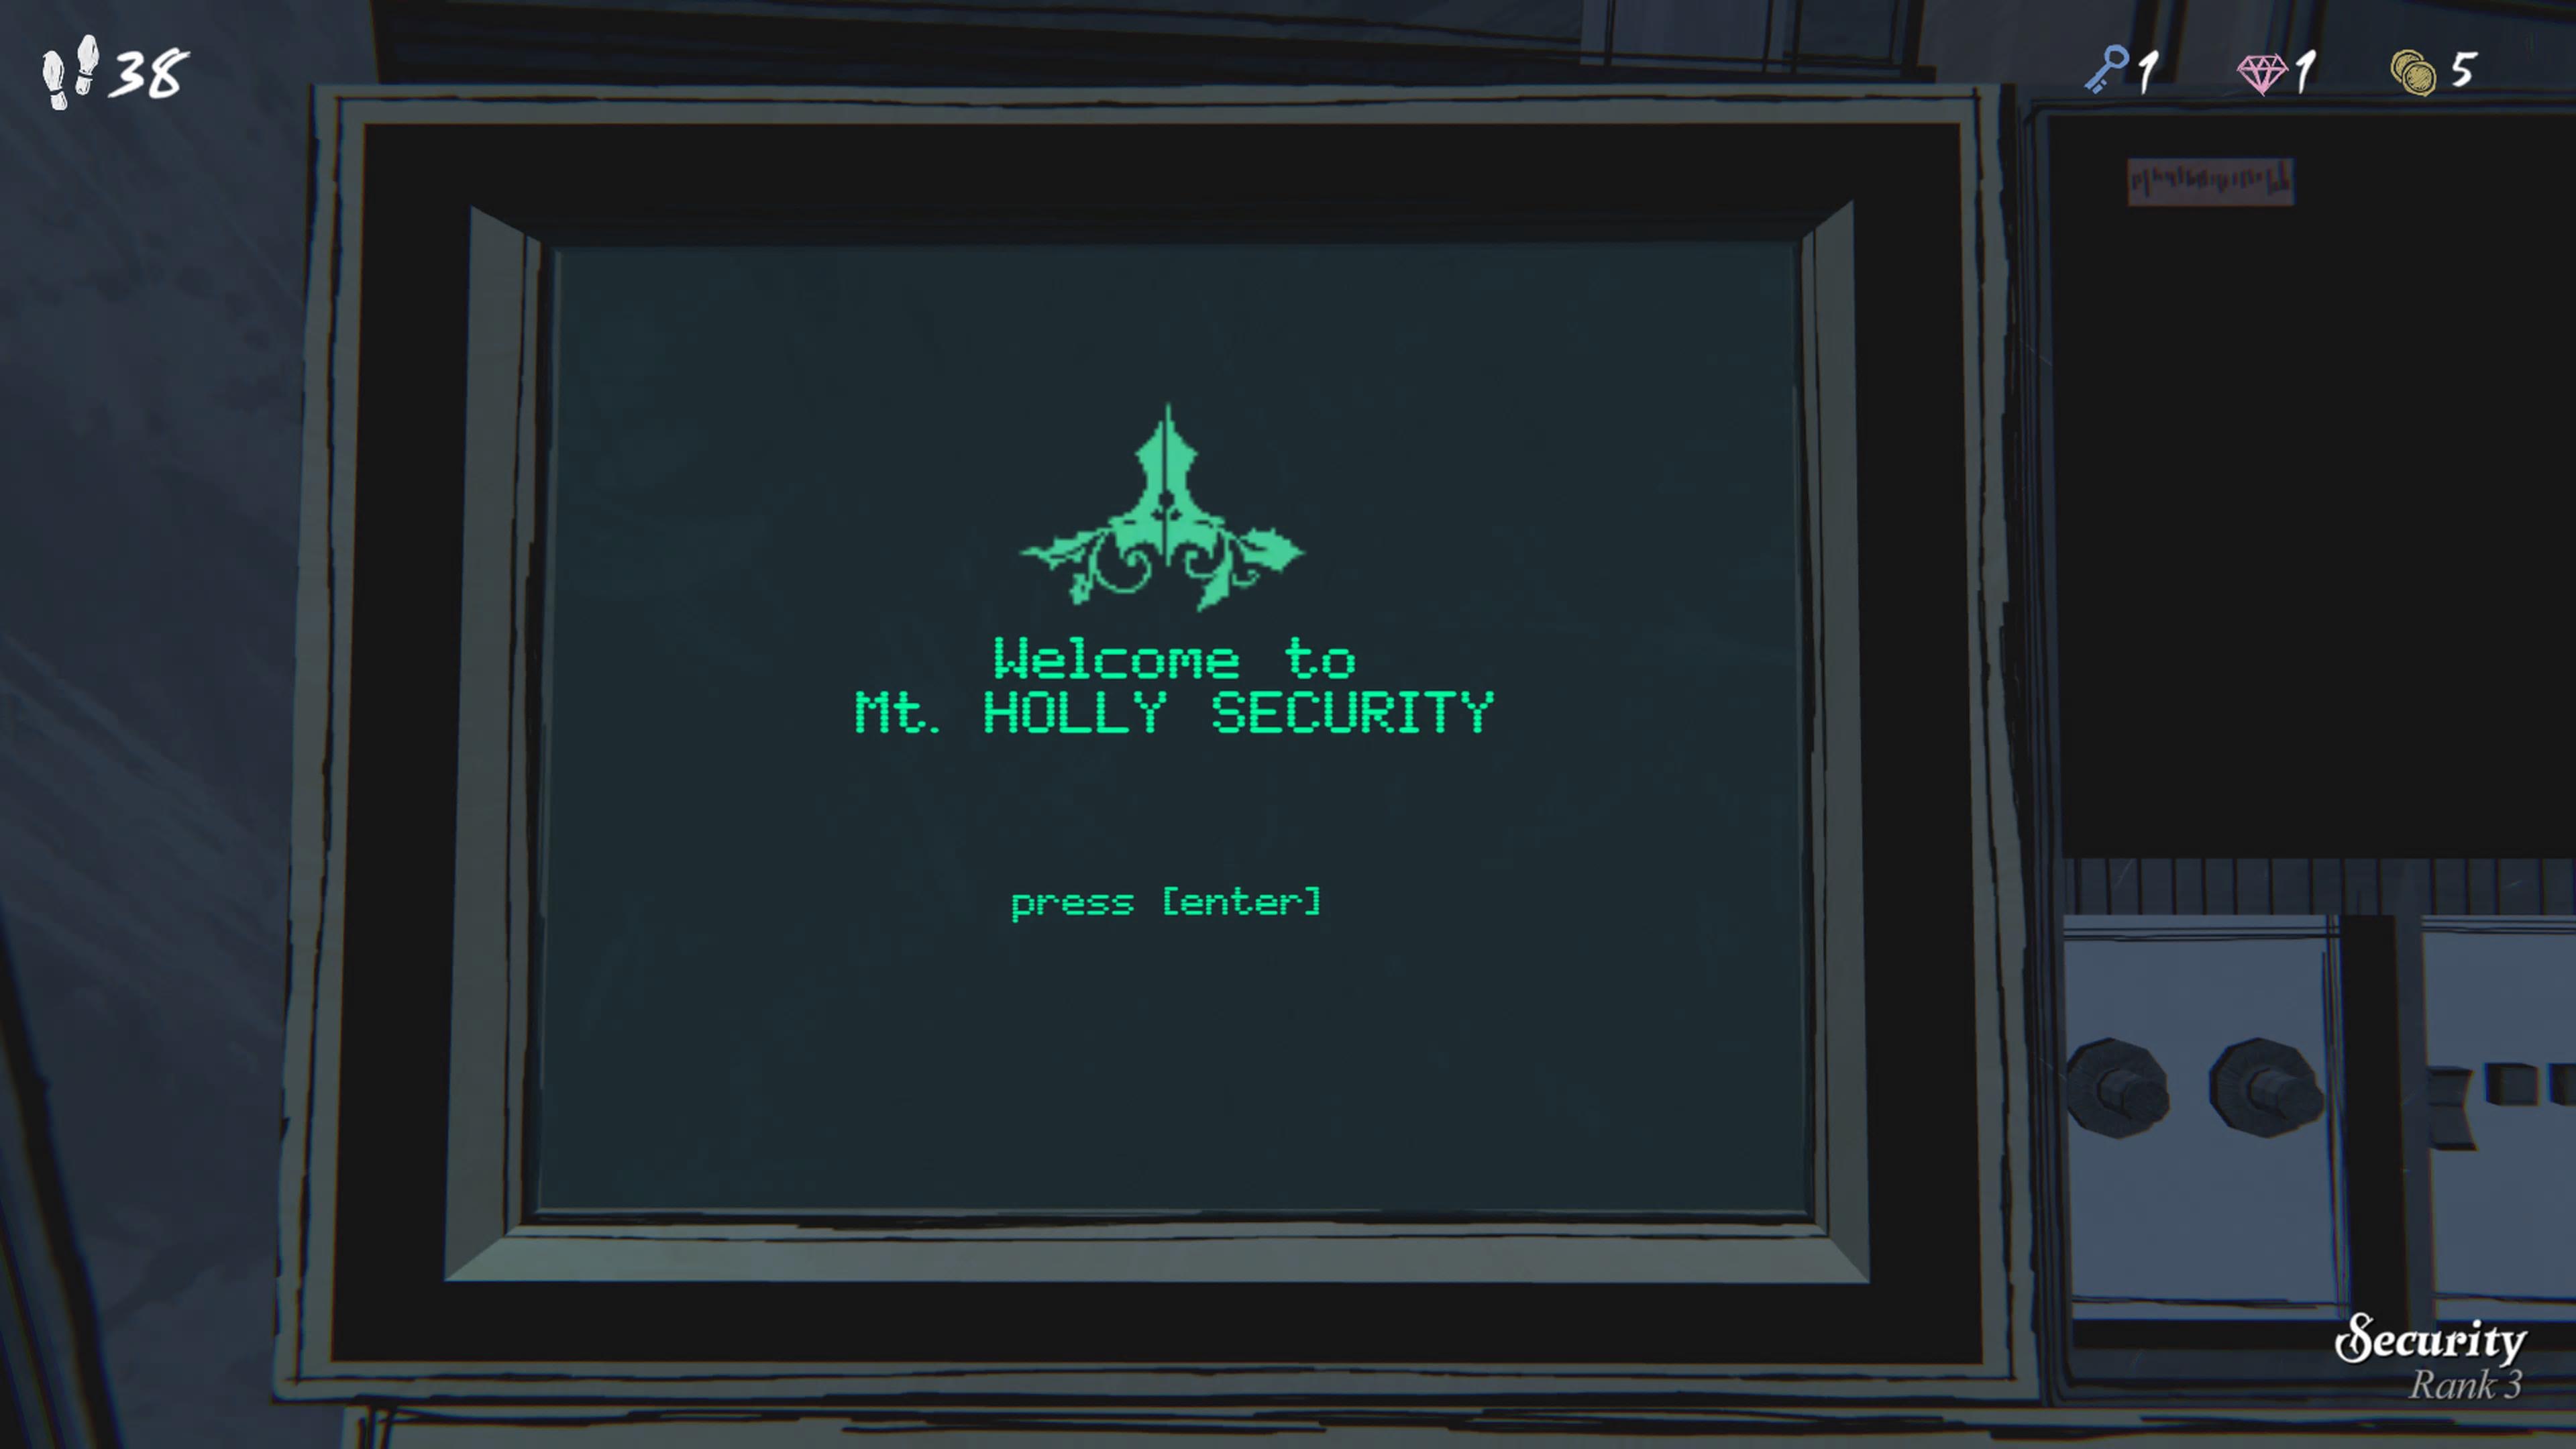 38
1 1 5
Welcome to
Mt. HOLLY SECURITY
press [enter]
Security
Rank 3